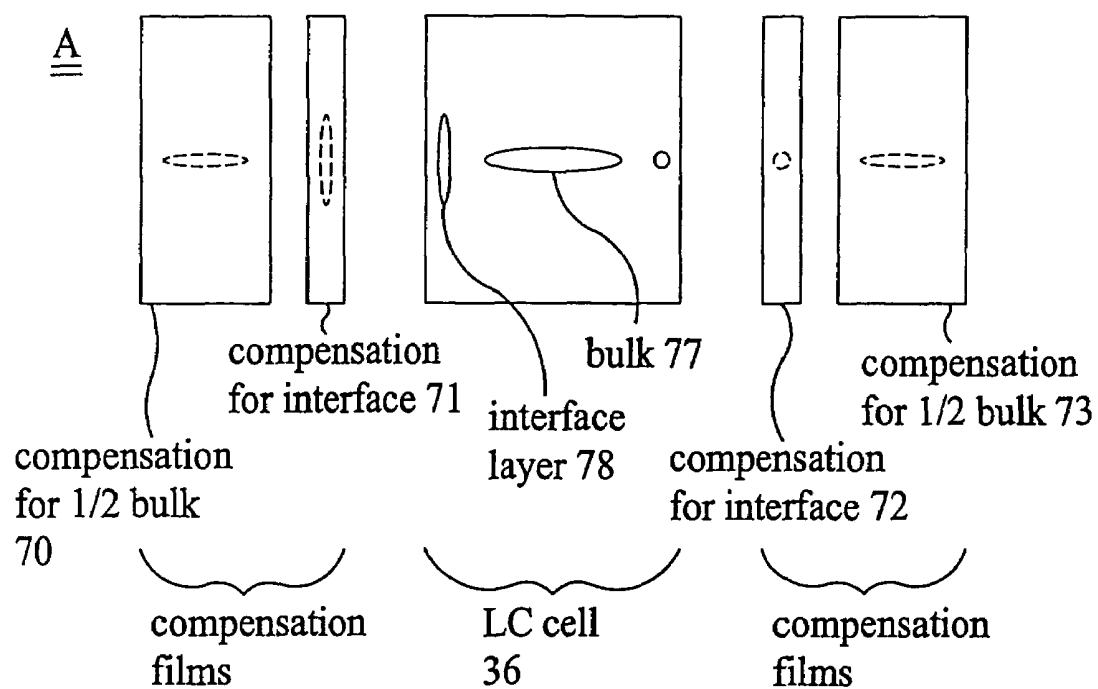 A
compensation
for interface 71
bulk 77
compensation
for 1/2 bulk 73
interface
layer 78
compensation
for 1/2 bulk
70
compensation
for interface 72
compensation
films
LC cell
36
compensation
films